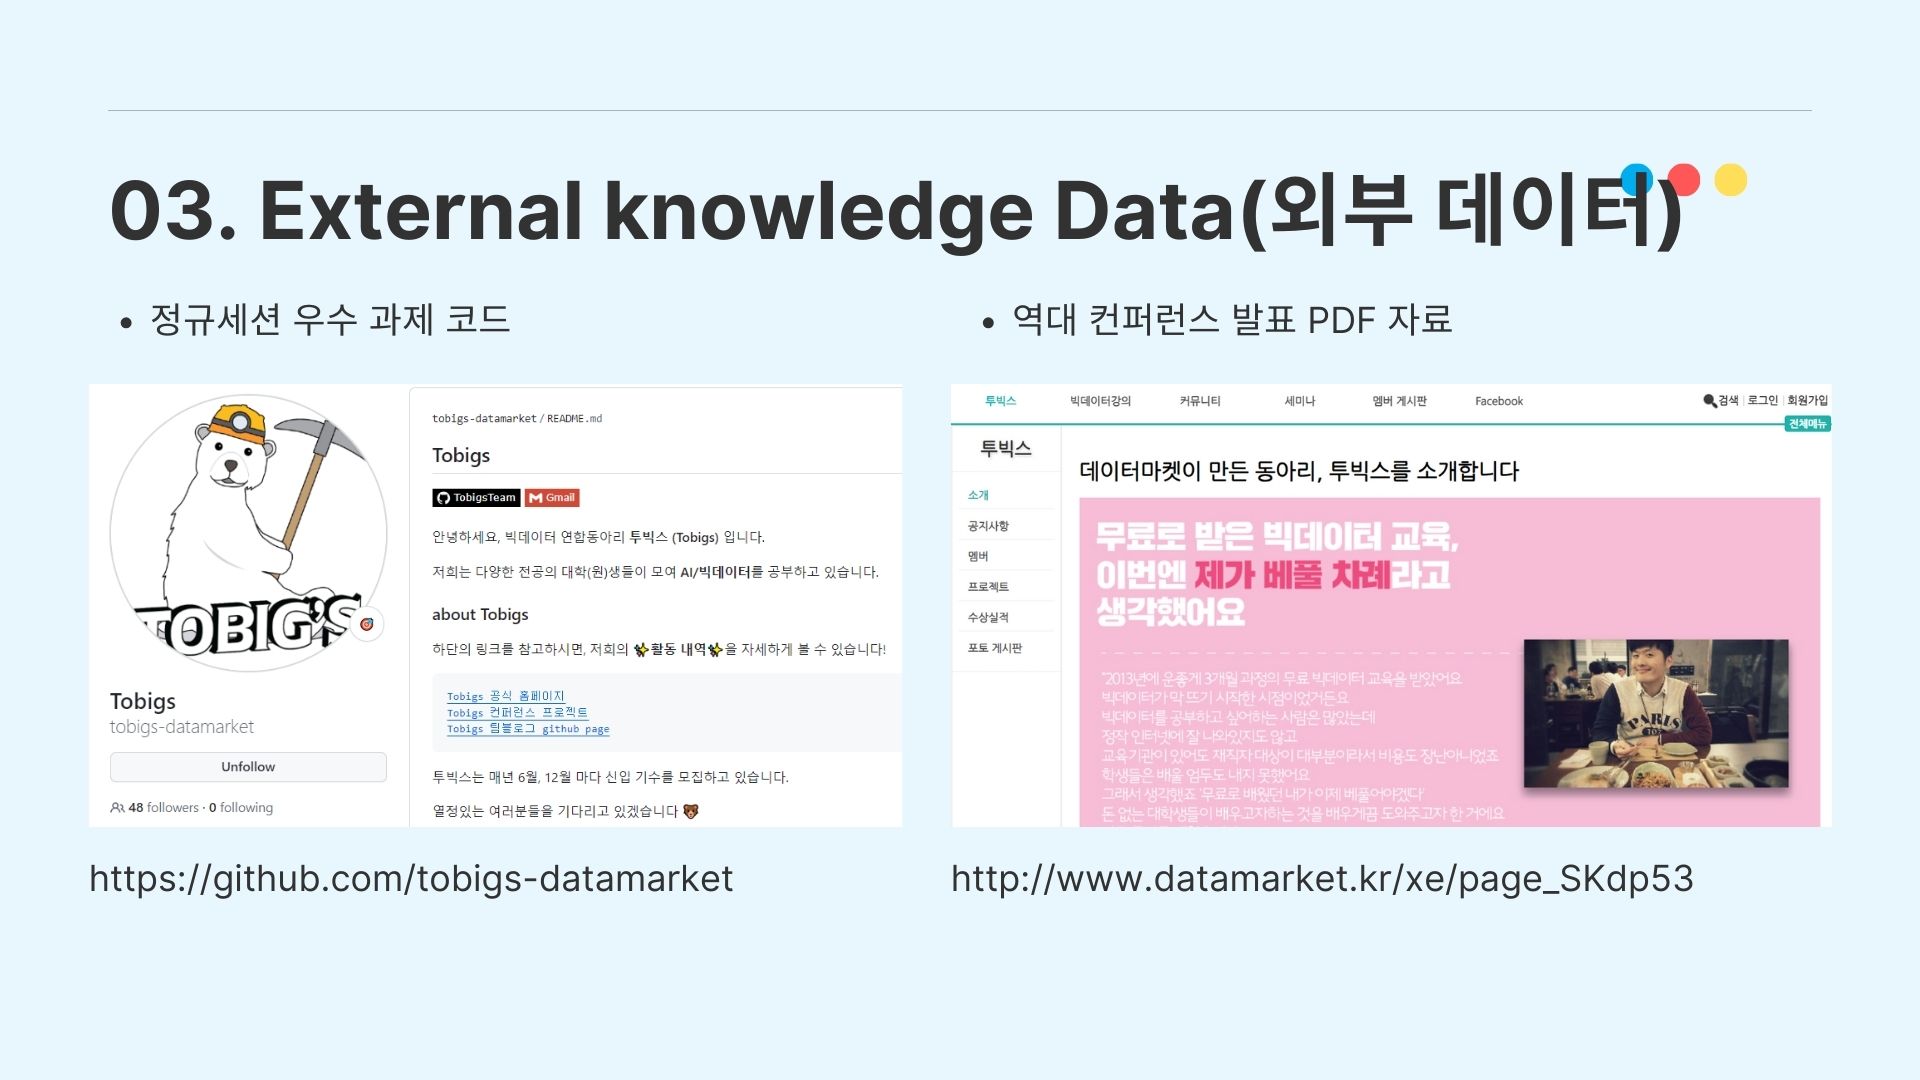 03. External knowledge Data(외부 데이터)
• 정규세션 우수 과제 코드
TOBIG'S
Tobigs
tobigs-datamarket
Unfollow
48 followers · 0 following
tobigs-datamarket / README.md
Tobigs
TobigsTeam Gmail
안녕하세요, 빅데이터 연합동아리 투빅스 (Tobigs) 입니다.
저희는 다양한 전공의 대학(원)생들이 모여 AI/빅데이터를 공부하고 있습니다.
about Tobigs
하단의 링크를 참고하시면, 저희의 ✨활동 내역✨을 자세하게 볼 수 있습니다!
Tobigs 공식 홈페이지
Tobigs 컨퍼런스 프로젝트
Tobigs 팀블로그 github page
투빅스는 매년 6월, 12월 마다 신입 기수를 모집하고 있습니다.
열정있는 여러분들을 기다리고 있겠습니다 🐻
https://github.com/tobigs-datamarket
• 역대 컨퍼런스 발표 PDF 자료
투빅스 빅데이터강의 커뮤니티 세미나 멤버 게시판 Facebook 검색 로그인 회원가입
전체메뉴
투빅스
소개
공지사항
멤버
프로젝트
수상실적
포토 게시판
데이터마켓이 만든 동아리, 투빅스를 소개합니다
무료로 받은 빅데이터 교육,
이번엔 제가 베풀 차례라고
생각했어요
"2013년에 운좋게 3개월 과정의 무료 빅데이터 교육을 받았어요
빅데이터가 막 뜨기 시작한 시점이었거든요
빅데이터를 공부하고 싶어하는 사람은 많았는데
정작 인터넷에 잘 나와있지도 않고
교육기관이 있어도 재직자 대상이 대부분이라서 비용도 장난아니었죠
학생들은 배울 엄두도 내지 못했어요
그래서 생각했죠 '무료로 배웠던 내가 이제 베풀어야겠다'
돈 없는 대학생들이 배우고자하는 것을 배우게끔 도와주고자 한 거에요
PARIS
http://www.datamarket.kr/xe/page_SKdp53